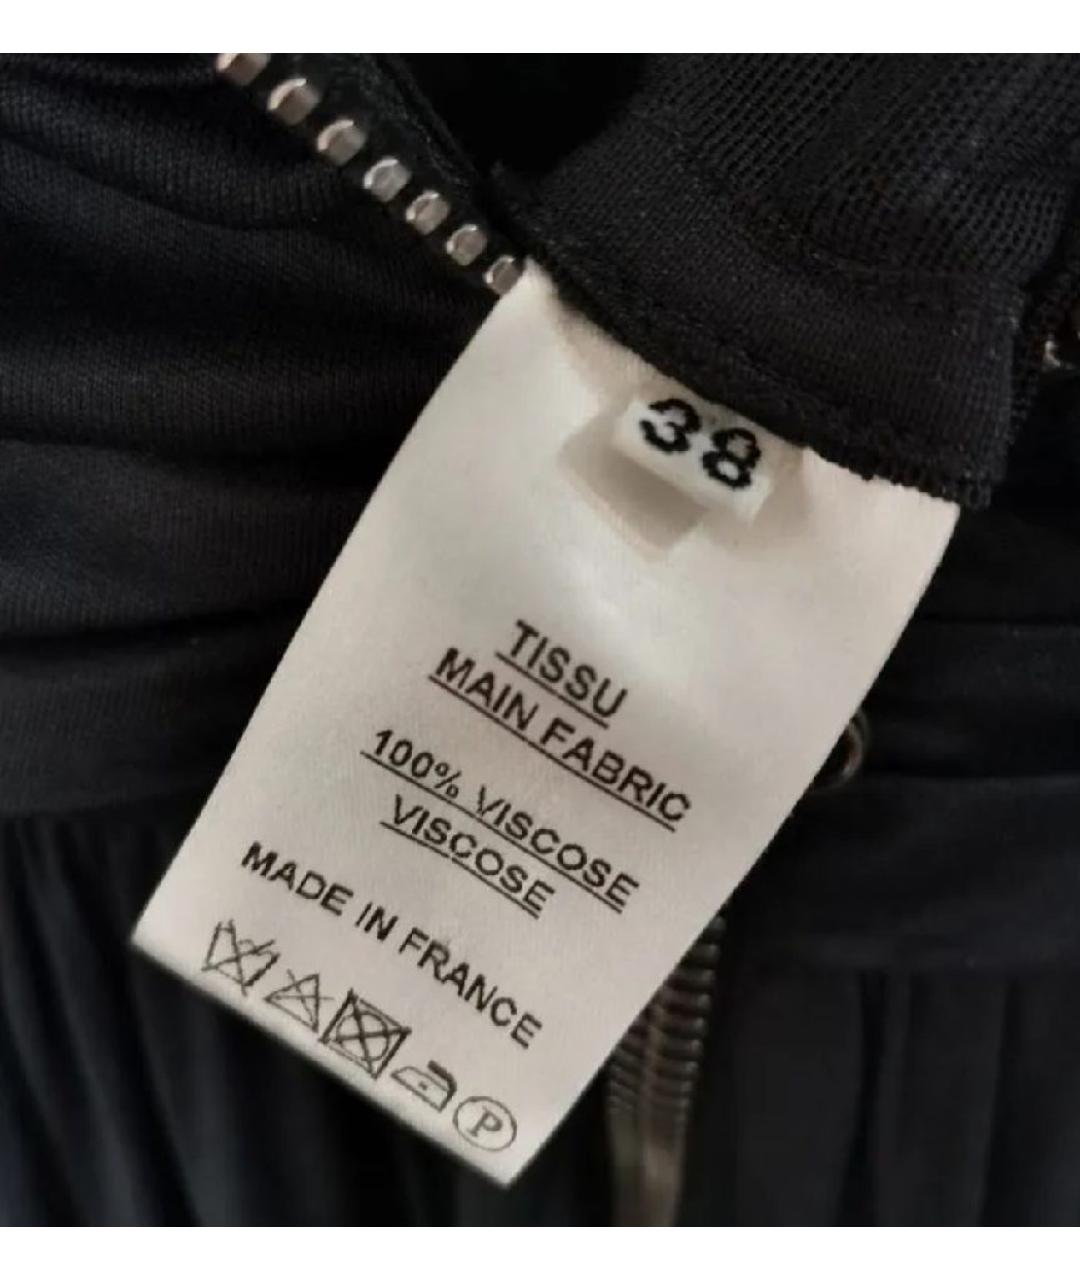 38
TISSU
MAIN FABRIC
100% VISCOSE
VISCOSE
MADE IN FRANCE
P